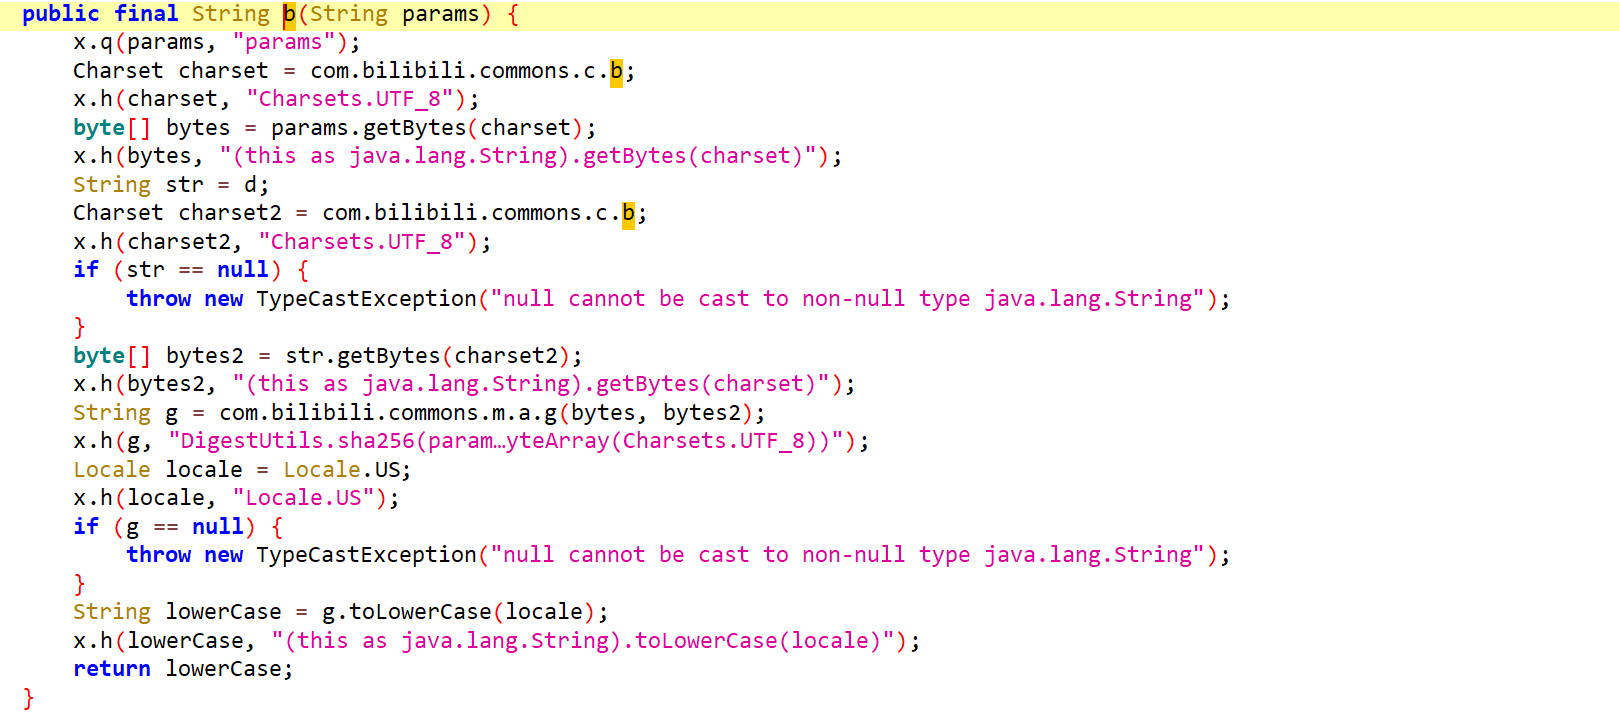 public final String b(String params) {
x.q(params, "params");
Charset charset = com.bilibili.commons.c.b;
x.h(charset, "Charsets.UTF_8");
byte[] bytes = params.getBytes(charset);
x.h(bytes, "(this as java.lang.String).getBytes(charset)");
String str = d;
Charset charset2 = com.bilibili.commons.c.b;
x.h(charset2, "Charsets.UTF_8");
if (str == null) {
throw new TypeCastException("null cannot be cast to non-null type java.lang.String");
}
byte[] bytes2 = str.getBytes(charset2);
x.h(bytes2, "(this as java.lang.String).getBytes(charset)");
String g = com.bilibili.commons.m.a.g(bytes, bytes2);
x.h(g, "DigestUtils.sha256(param…yteArray(Charsets.UTF_8))");
Locale locale = Locale.US;
x.h(locale, "Locale.US");
if (g == null) {
throw new TypeCastException("null cannot be cast to non-null type java.lang.String");
}
String lowerCase = g.toLowerCase(locale);
x.h(lowerCase, "(this as java.lang.String).toLowerCase(locale)");
return lowerCase;
}